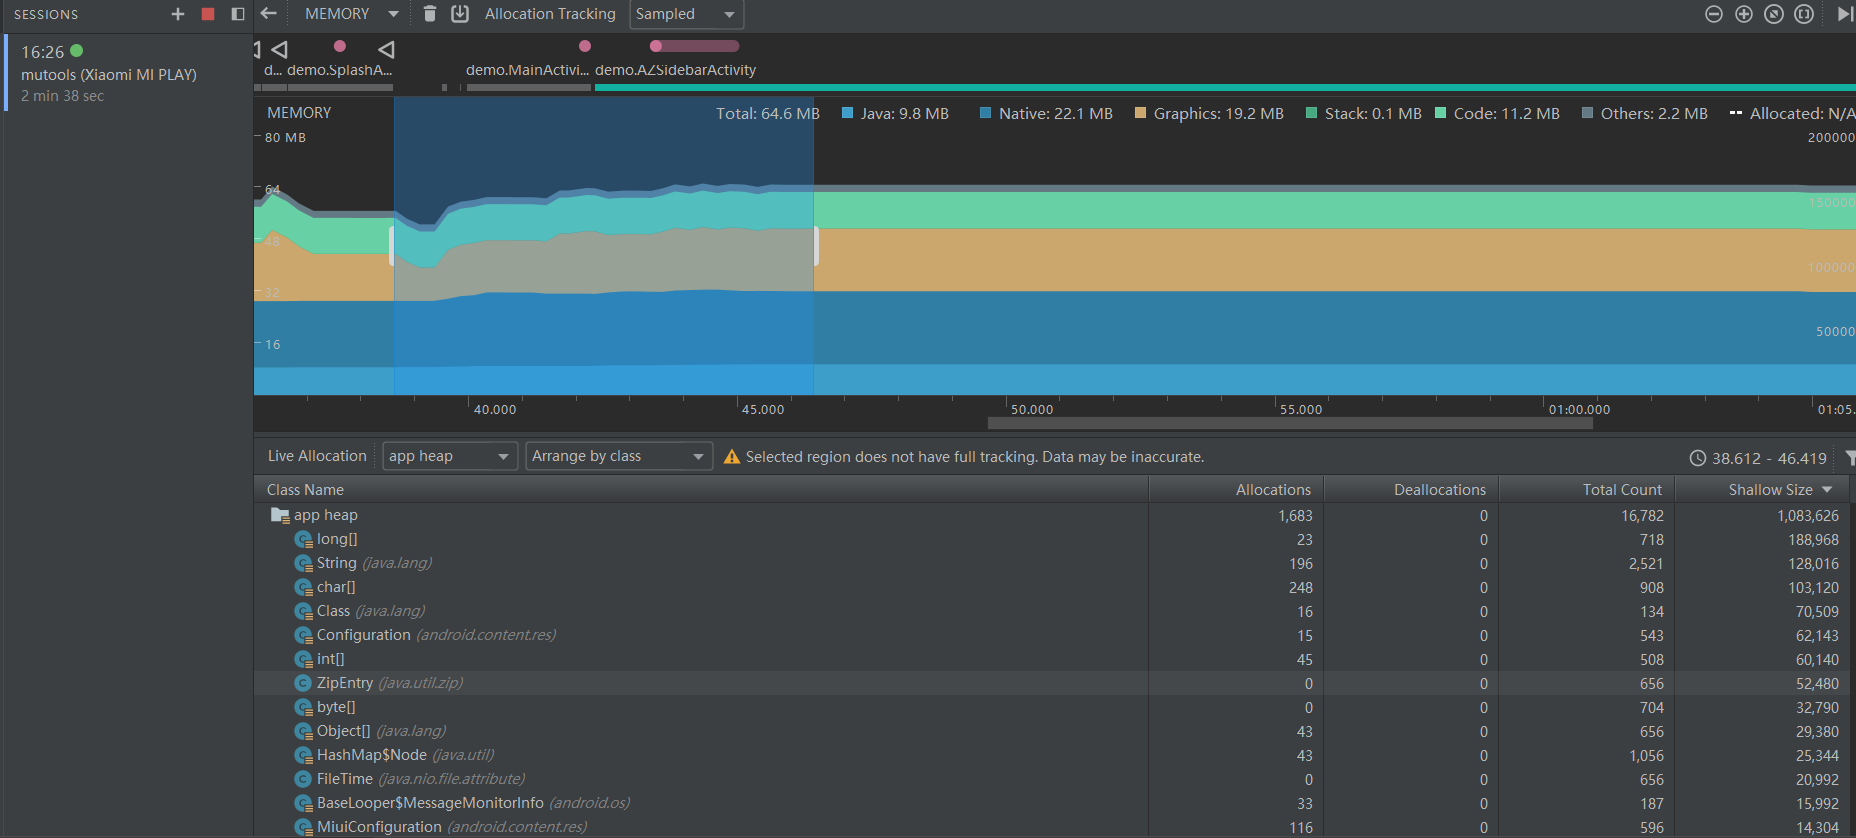 SESSIONS
MEMORY
Allocation Tracking
Sampled
16:26
mutools (Xiaomi MI PLAY)
2 min 38 sec
d... demo.SplashA...
demo.MainActivi...
demo.AZSidebarActivity
MEMORY
Total: 64.6 MB
Java: 9.8 MB
Native: 22.1 MB
Graphics: 19.2 MB
Stack: 0.1 MB
Code: 11.2 MB
Others: 2.2 MB
Allocated: N/A
80 MB
200000
64
150000
48
100000
32
50000
16
40.000
45.000
50.000
55.000
01:00.000
01:05.
Live Allocation
app heap
Arrange by class
Selected region does not have full tracking. Data may be inaccurate.
38.612 - 46.419
Class Name Allocations Deallocations Total Count Shallow Size
app heap 1,683 0 16,782 1,083,626
long[] 23 0 718 188,968
String (java.lang) 196 0 2,521 128,016
char[] 248 0 908 103,120
Class (java.lang) 16 0 134 70,509
Configuration (android.content.res) 15 0 543 62,143
int[] 45 0 508 60,140
ZipEntry (java.util.zip) 0 0 656 52,480
byte[] 0 0 704 32,790
Object[] (java.lang) 43 0 656 29,380
HashMap$Node (java.util) 43 0 1,056 25,344
FileTime (java.nio.file.attribute) 0 0 656 20,992
BaseLooper$MessageMonitorInfo (android.os) 33 0 187 15,992
MiuiConfiguration (android.content.res) 116 0 596 14,304